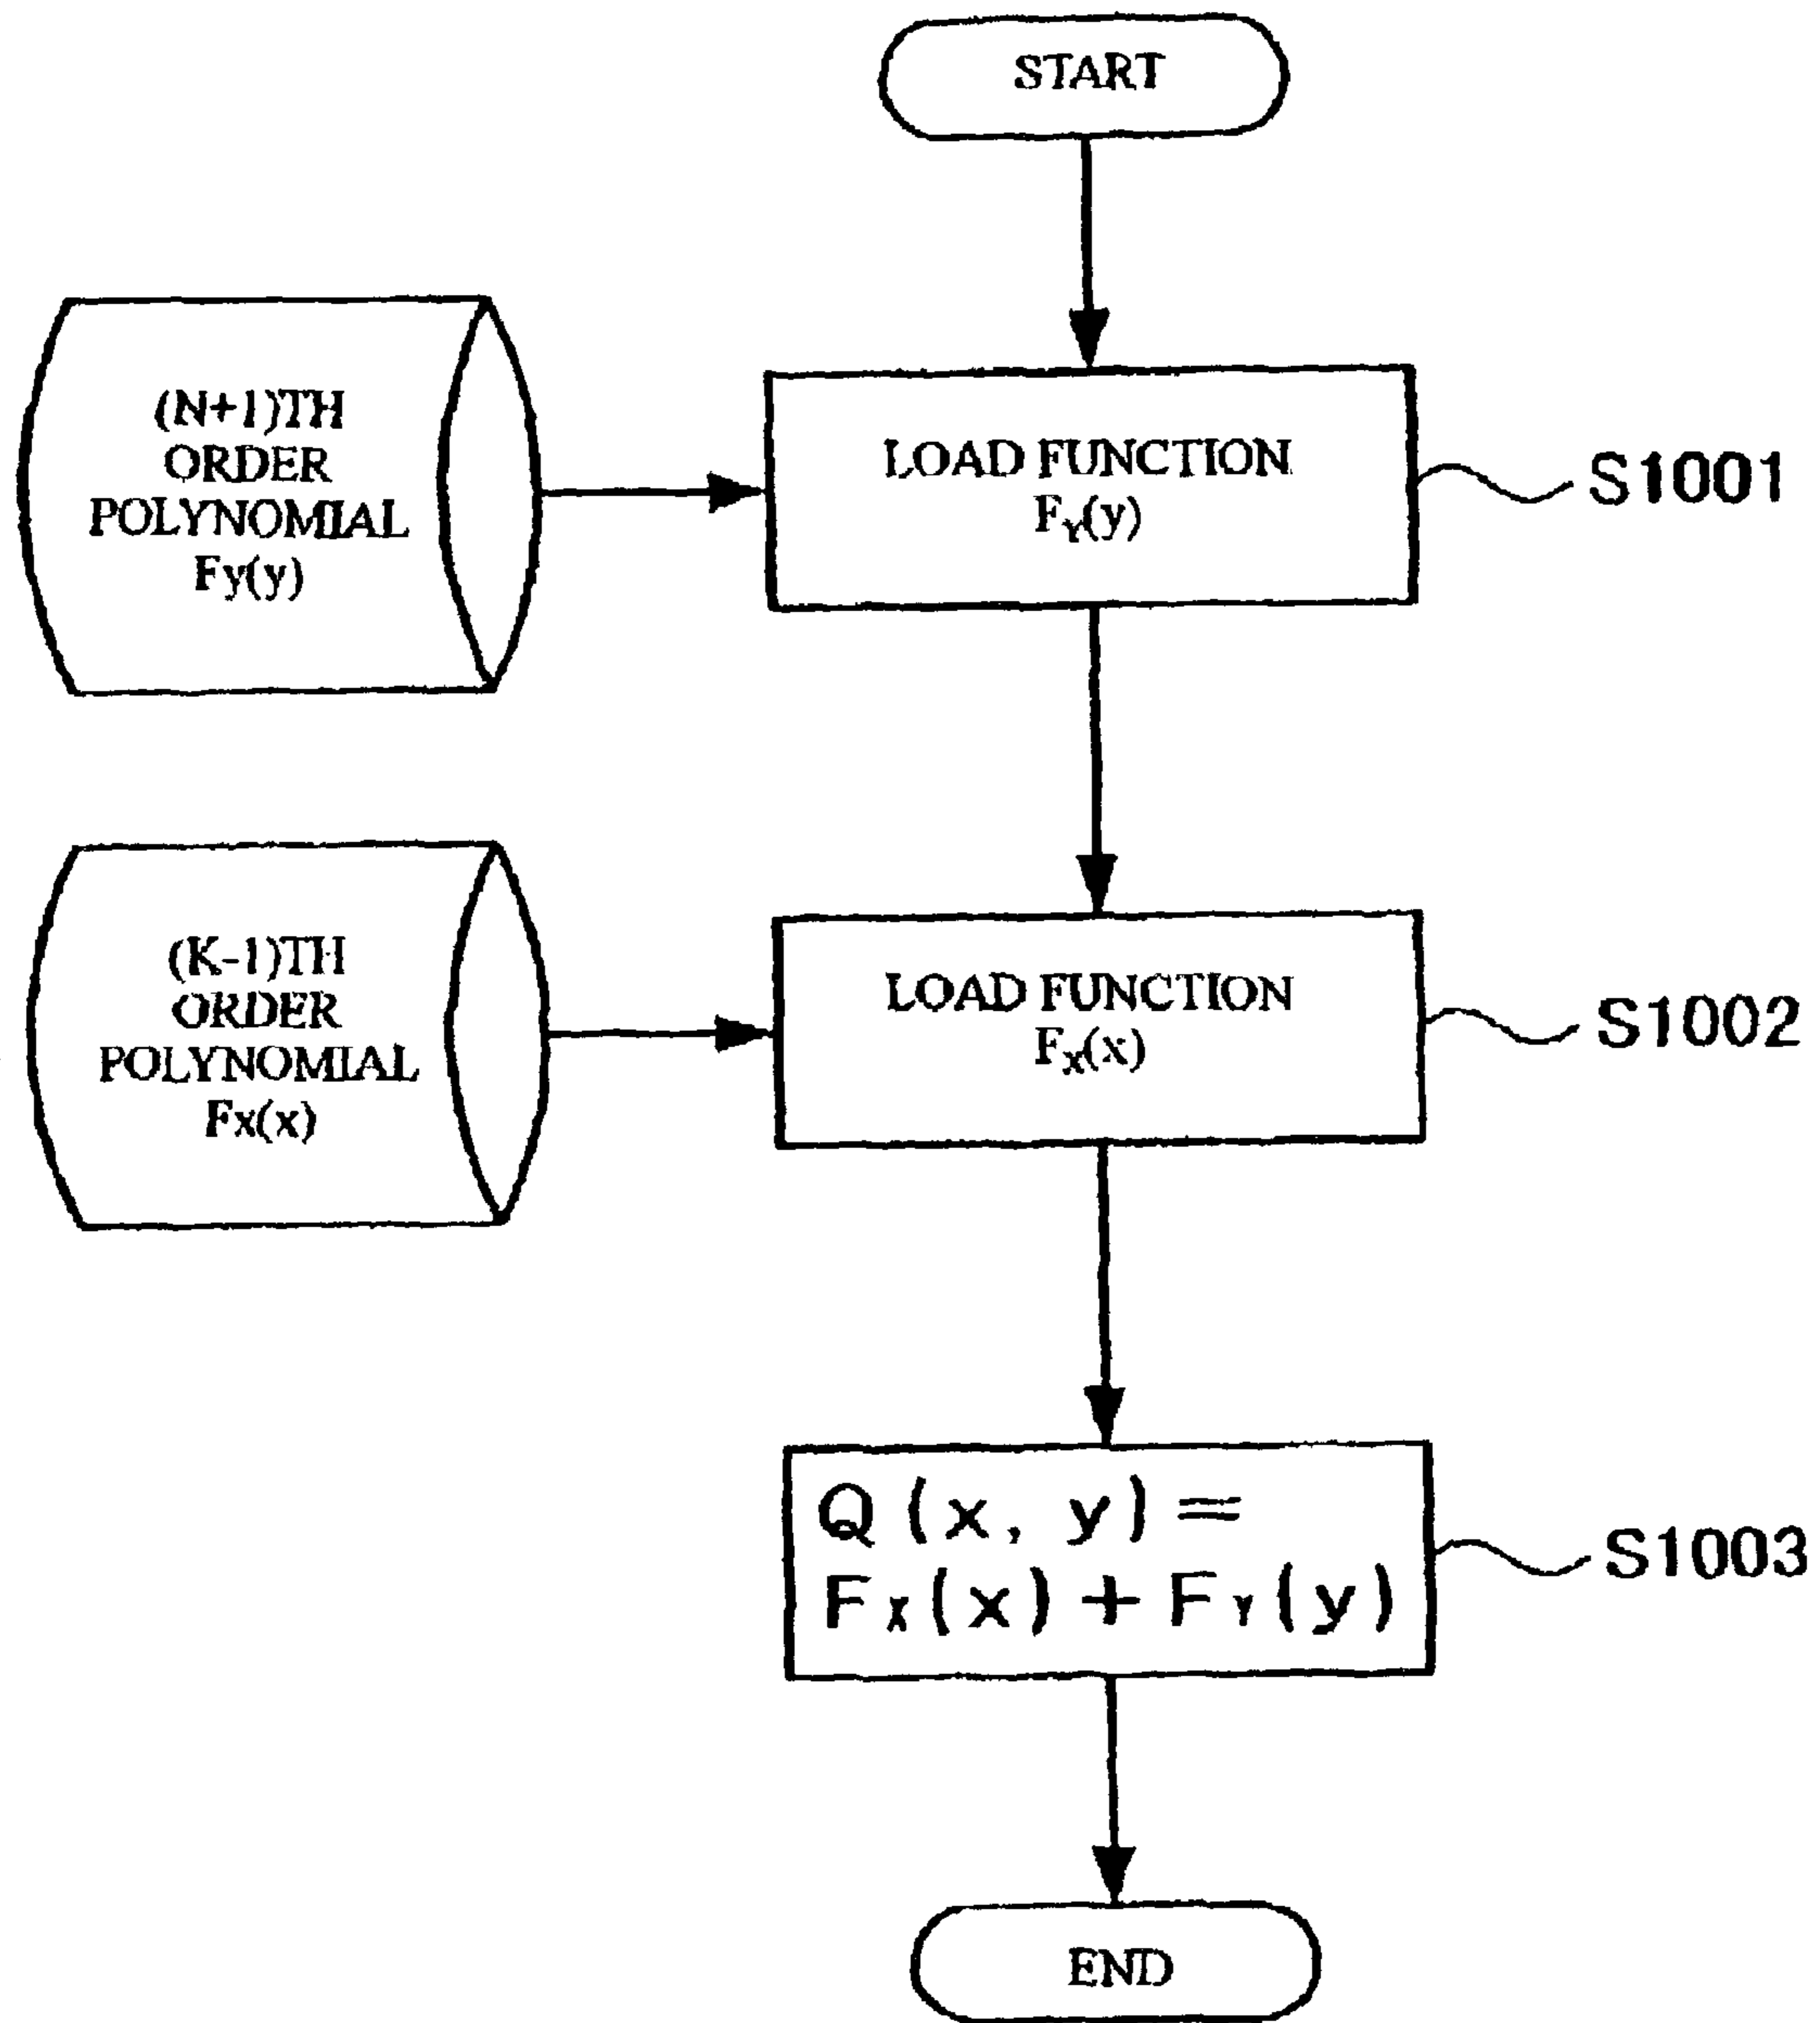 START
(N+1)TH
ORDER
POLYNOMIAL
Fy(y)
LOAD FUNCTION
FY(y)
S1001
(K-1)TH
ORDER
POLYNOMIAL
Fx(x)
LOAD FUNCTION
FX(x)
S1002
Q (x, y) =
FX (x) + FY (y)
S1003
END